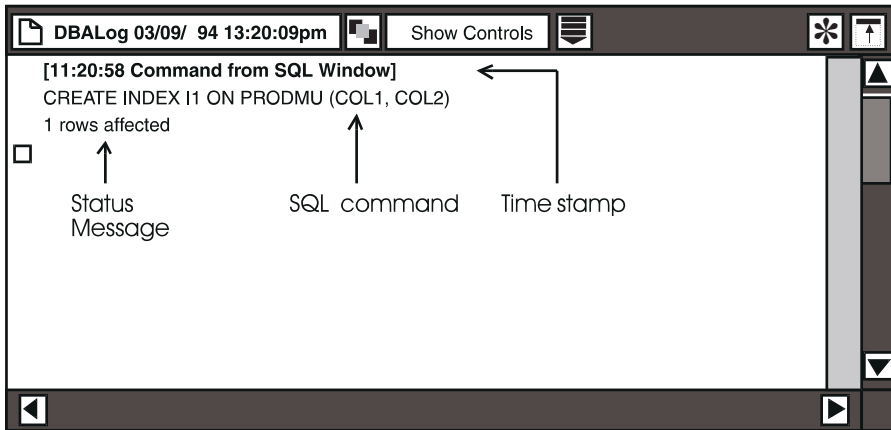 DBALog 03/09/ 94 13:20:09pm Show Controls
[11:20:58 Command from SQL Window]
CREATE INDEX I1 ON PRODMU (COL1, COL2)
1 rows affected
Status Message SQL command Time stamp